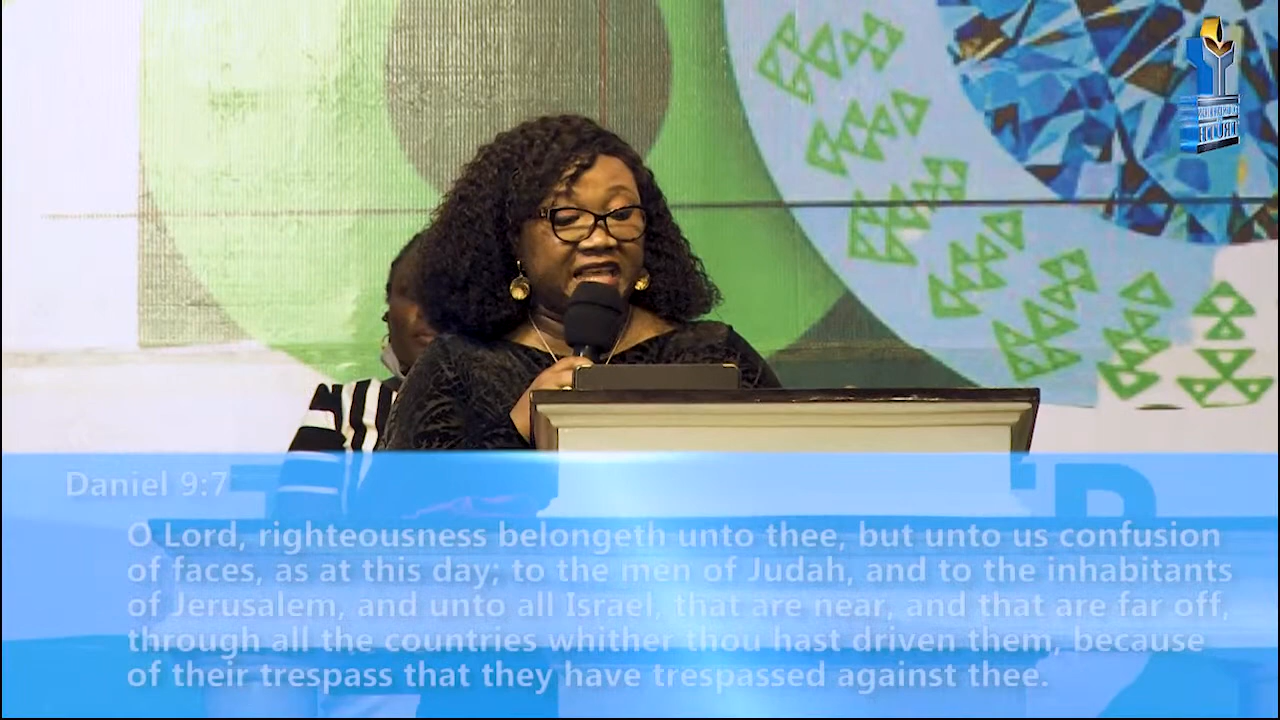 Daniel 9:7
O Lord, righteousness belongeth unto thee, but unto us confusion
of faces, as at this day; to the men of Judah, and to the inhabitants
of Jerusalem, and unto all Israel, that are near, and that are far off,
through all the countries whither thou hast driven them, because
of their trespass that they have trespassed against thee.